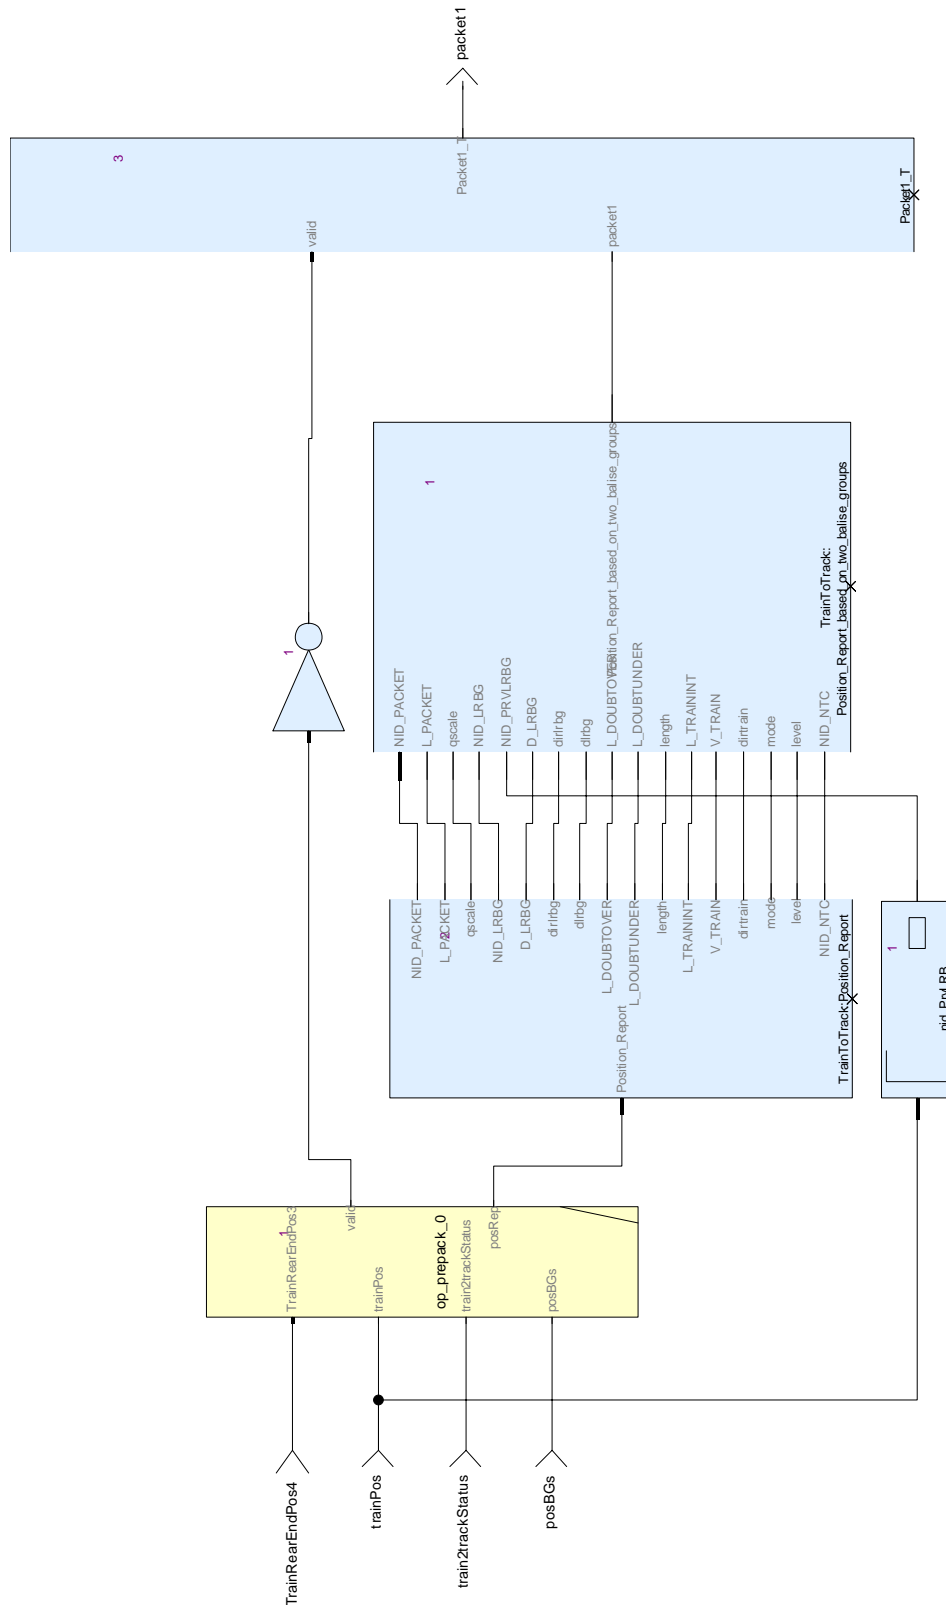 packet1
3
Packet1_T
valid
packet1
Packet1_T
1
Position_Report_based_on_two_balise_groups
TrainToTrack::
Position_Report_based_on_two_balise_groups
1
NID_PACKET
L_PACKET
qscale
NID_LRBG
NID_PRVLRBG
D_LRBG
dirlrbg
dlrbg
L_DOUBTOVER
L_DOUBTUNDER
length
L_TRAININT
V_TRAIN
dirtrain
mode
level
NID_NTC
NID_PACKET
L_PACKET
2
qscale
NID_LRBG
D_LRBG
dirlrbg
dlrbg
L_DOUBTOVER
L_DOUBTUNDER
length
L_TRAININT
V_TRAIN
dirtrain
mode
level
NID_NTC
Position_Report
TrainToTrack::Position_Report
1
TrainRearEndPos3
1
valid
trainPos
op_prepack_0
train2trackStatus
posRep
posBGs
TrainRearEndPos4
trainPos
train2trackStatus
posBGs